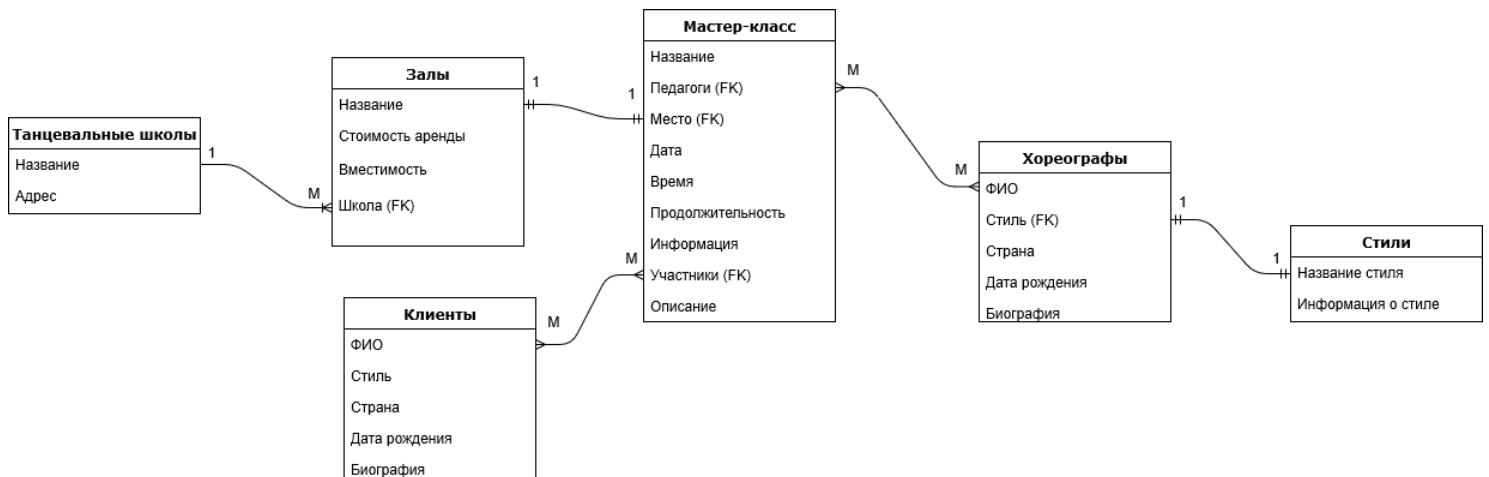 Танцевальные школы
Название
Адрес
1
М
Залы
Название
Стоимость аренды
Вместимость
Школа (FK)
1
1
Мастер-класс
Название
Педагоги (FK)
Место (FK)
Дата
Время
Продолжительность
Информация
Участники (FK)
Описание
М
М
Клиенты
ФИО
Стиль
Страна
Дата рождения
Биография
М
М
Хореографы
ФИО
Стиль (FK)
Страна
Дата рождения
Биография
1
1
Стили
Название стиля
Информация о стиле